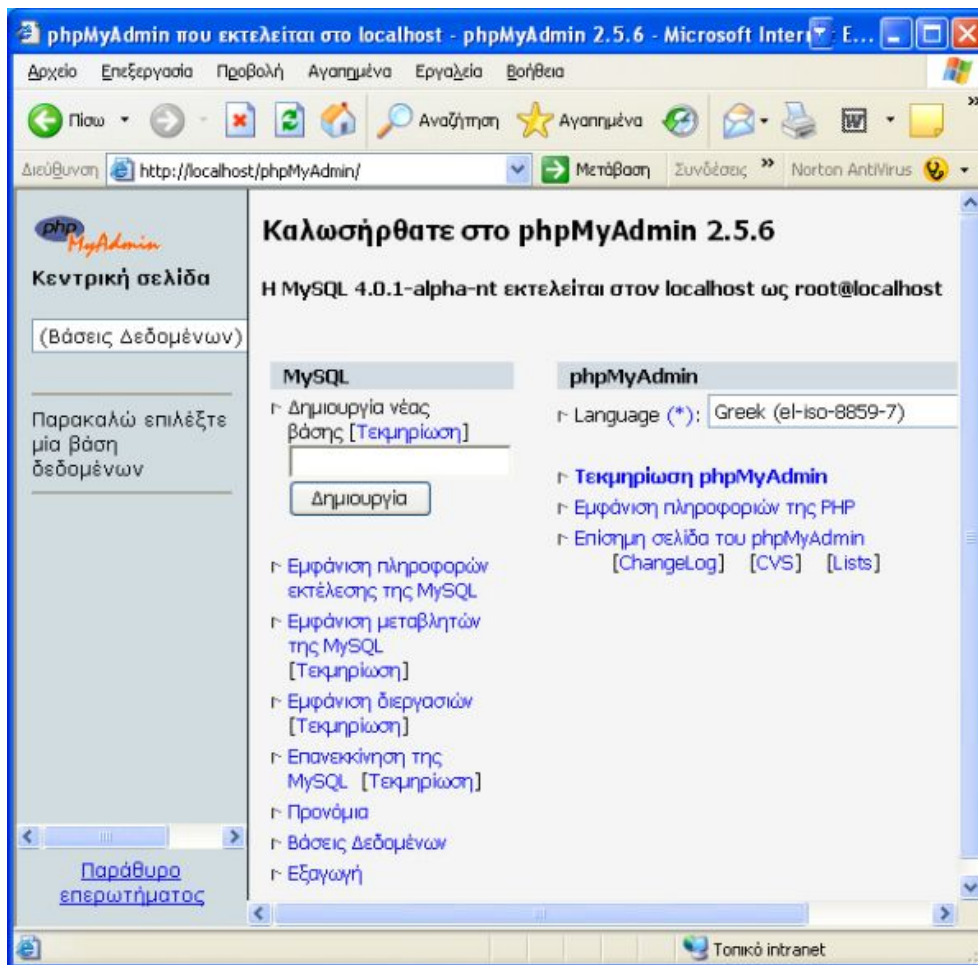 phpMyAdmin που εκτελείται στο localhost - phpMyAdmin 2.5.6 - Microsoft Inter E...
Αρχείο Επεξεργασία Προβολή Αγαπημένα Εργαλεία Βοήθεια
Πίσω Αναζήτηση Αγαπημένα
Διεύθυνση http://localhost/phpMyAdmin/ Μετάβαση Συνδέσεις » Norton AntiVirus
php
MyAdmin
Κεντρική σελίδα
(Βάσεις Δεδομένων)
Παρακαλώ επιλέξτε
μία βάση
δεδομένων
Παράθυρο
επερωτήματος
Καλωσήρθατε στο phpMyAdmin 2.5.6
Η MySQL 4.0.1-alpha-nt εκτελείται στον localhost ως root@localhost
MySQL
Δημιουργία νέας
βάσης [Τεκμηρίωση]
Δημιουργία
Εμφάνιση πληροφορών
εκτέλεσης της MySQL
Εμφάνιση μεταβλητών
της MySQL
[Τεκμηρίωση]
Εμφάνιση διεργασιών
[Τεκμηρίωση]
Επανεκκίνηση της
MySQL [Τεκμηρίωση]
Προνόμια
Βάσεις Δεδομένων
Εξαγωγή
phpMyAdmin
Language (*): Greek (el-iso-8859-7)
Τεκμηρίωση phpMyAdmin
Εμφάνιση πληροφοριών της PHP
Επίσημη σελίδα του phpMyAdmin
[ChangeLog] [CVS] [Lists]
Τοπικό intranet